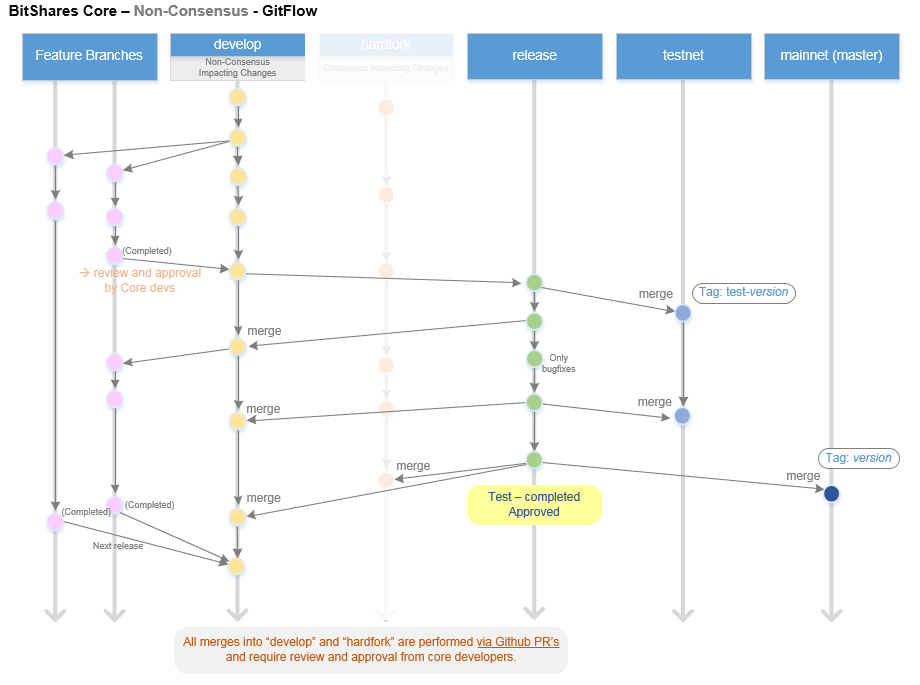 BitShares Core – Non-Consensus - GitFlow
Feature Branches
develop
Non-Consensus
Impacting Changes
hardfork
Consensus Impacting Changes
release
testnet
mainnet (master)
(Completed)
→ review and approval
by Core devs
merge
Tag: test-version
merge
Only
bugfixes
merge
merge
Tag: version
merge
merge
merge
Test – completed
Approved
(Completed)
(Completed)
Next release
All merges into “develop” and “hardfork” are performed via Github PR’s
and require review and approval from core developers.